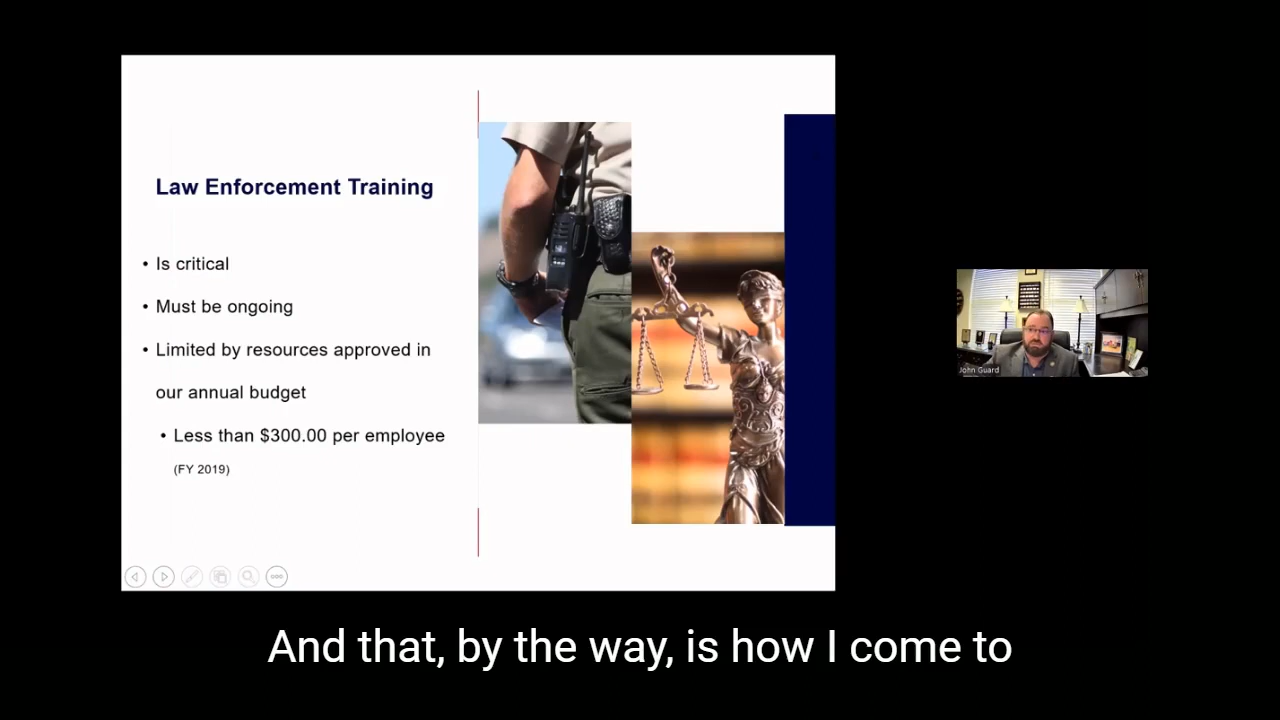 Law Enforcement Training
• Is critical
• Must be ongoing
• Limited by resources approved in
our annual budget
• Less than $300.00 per employee
(FY 2019)
John Guard
And that, by the way, is how I come to